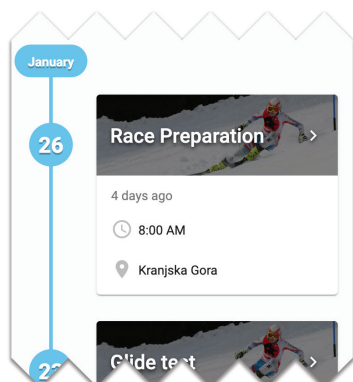 January
26
Race Preparation
4 days ago
8:00 AM
Kranjska Gora
Glide test